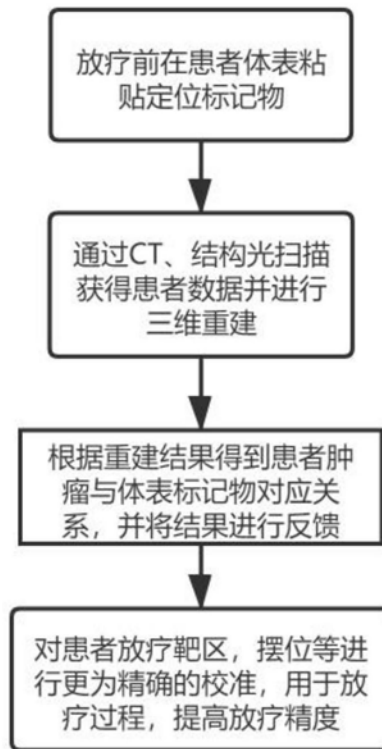 放疗前在患者体表粘
贴定位标记物
通过CT、结构光扫描
获得患者数据并进行
三维重建
根据重建结果得到患者肿
瘤与体表标记物对应关
系，并将结果进行反馈
对患者放疗靶区，摆位等进
行更为精确的校准，用于放
疗过程，提高放疗精度